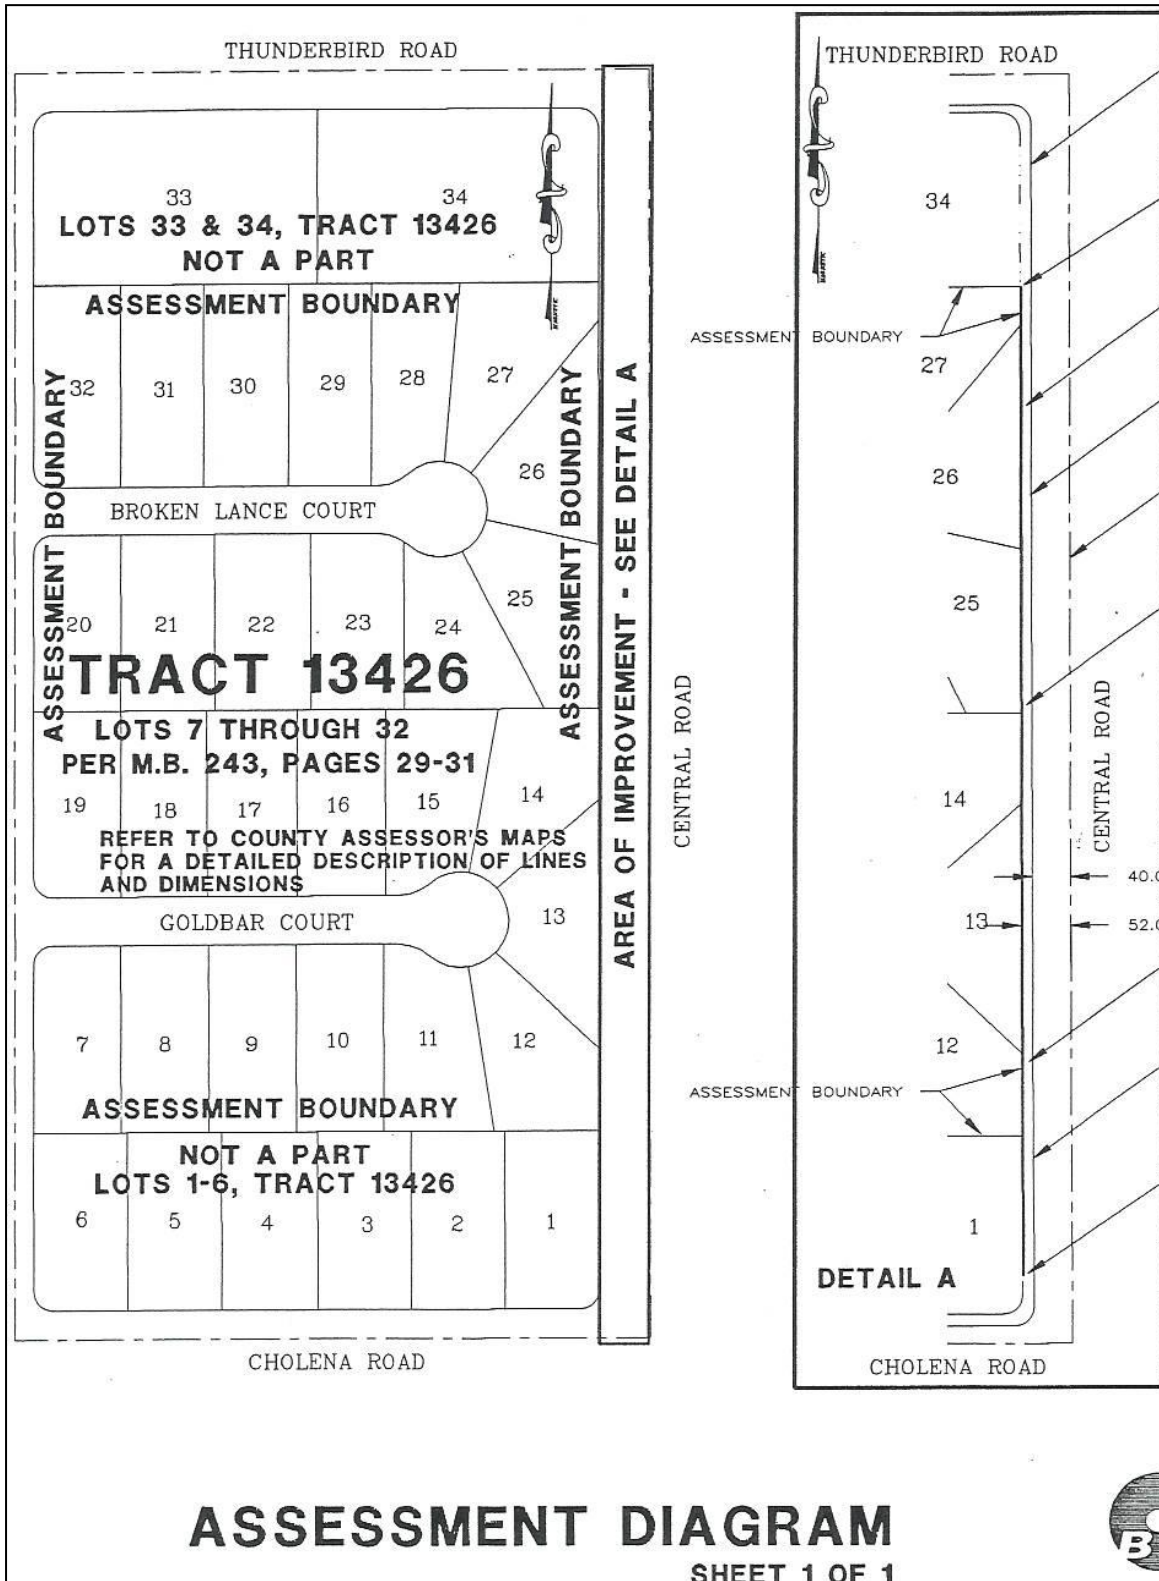 THUNDERBIRD ROAD
33
34
LOTS 33 & 34, TRACT 13426
NOT A PART
ASSESSMENT BOUNDARY
32
31
30
29
28
27
26
ASSESSMENT BOUNDARY
ASSESSMENT BOUNDARY
AREA OF IMPROVEMENT - SEE DETAIL A
BROKEN LANCE COURT
20
21
22
23
24
25
TRACT 13426
LOTS 7 THROUGH 32
PER M.B. 243, PAGES 29-31
19
18
17
16
15
14
REFER TO COUNTY ASSESSOR'S MAPS
FOR A DETAILED DESCRIPTION OF LINES
AND DIMENSIONS
CENTRAL ROAD
GOLDBAR COURT
13
7
8
9
10
11
12
ASSESSMENT BOUNDARY
NOT A PART
LOTS 1-6, TRACT 13426
6
5
4
3
2
1
CHOLENA ROAD
THUNDERBIRD ROAD
34
ASSESSMENT BOUNDARY
27
26
25
CENTRAL ROAD
14
40.0
13
52.0
12
ASSESSMENT BOUNDARY
1
DETAIL A
CHOLENA ROAD
ASSESSMENT DIAGRAM
SHEET 1 OF 1
B